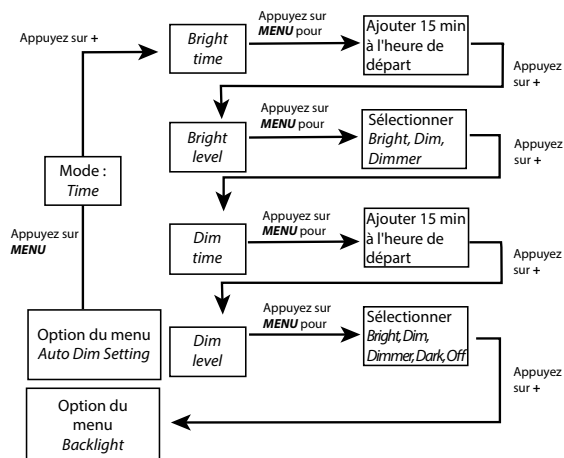 Appuyez sur +
Bright
time
Appuyez sur
MENU pour
Ajouter 15 min
à l'heure de
départ
Appuyez
sur +
Bright
level
Appuyez sur
MENU pour
Sélectionner
Bright, Dim,
Dimmer
Appuyez
sur +
Mode :
Time
Appuyez sur
MENU
Dim
time
Appuyez sur
MENU pour
Ajouter 15 min
à l'heure de
départ
Appuyez
sur +
Option du menu
Auto Dim Setting
Dim
level
Appuyez sur
MENU pour
Sélectionner
Bright, Dim,
Dimmer, Dark, Off
Appuyez
sur +
Option du
menu
Backlight